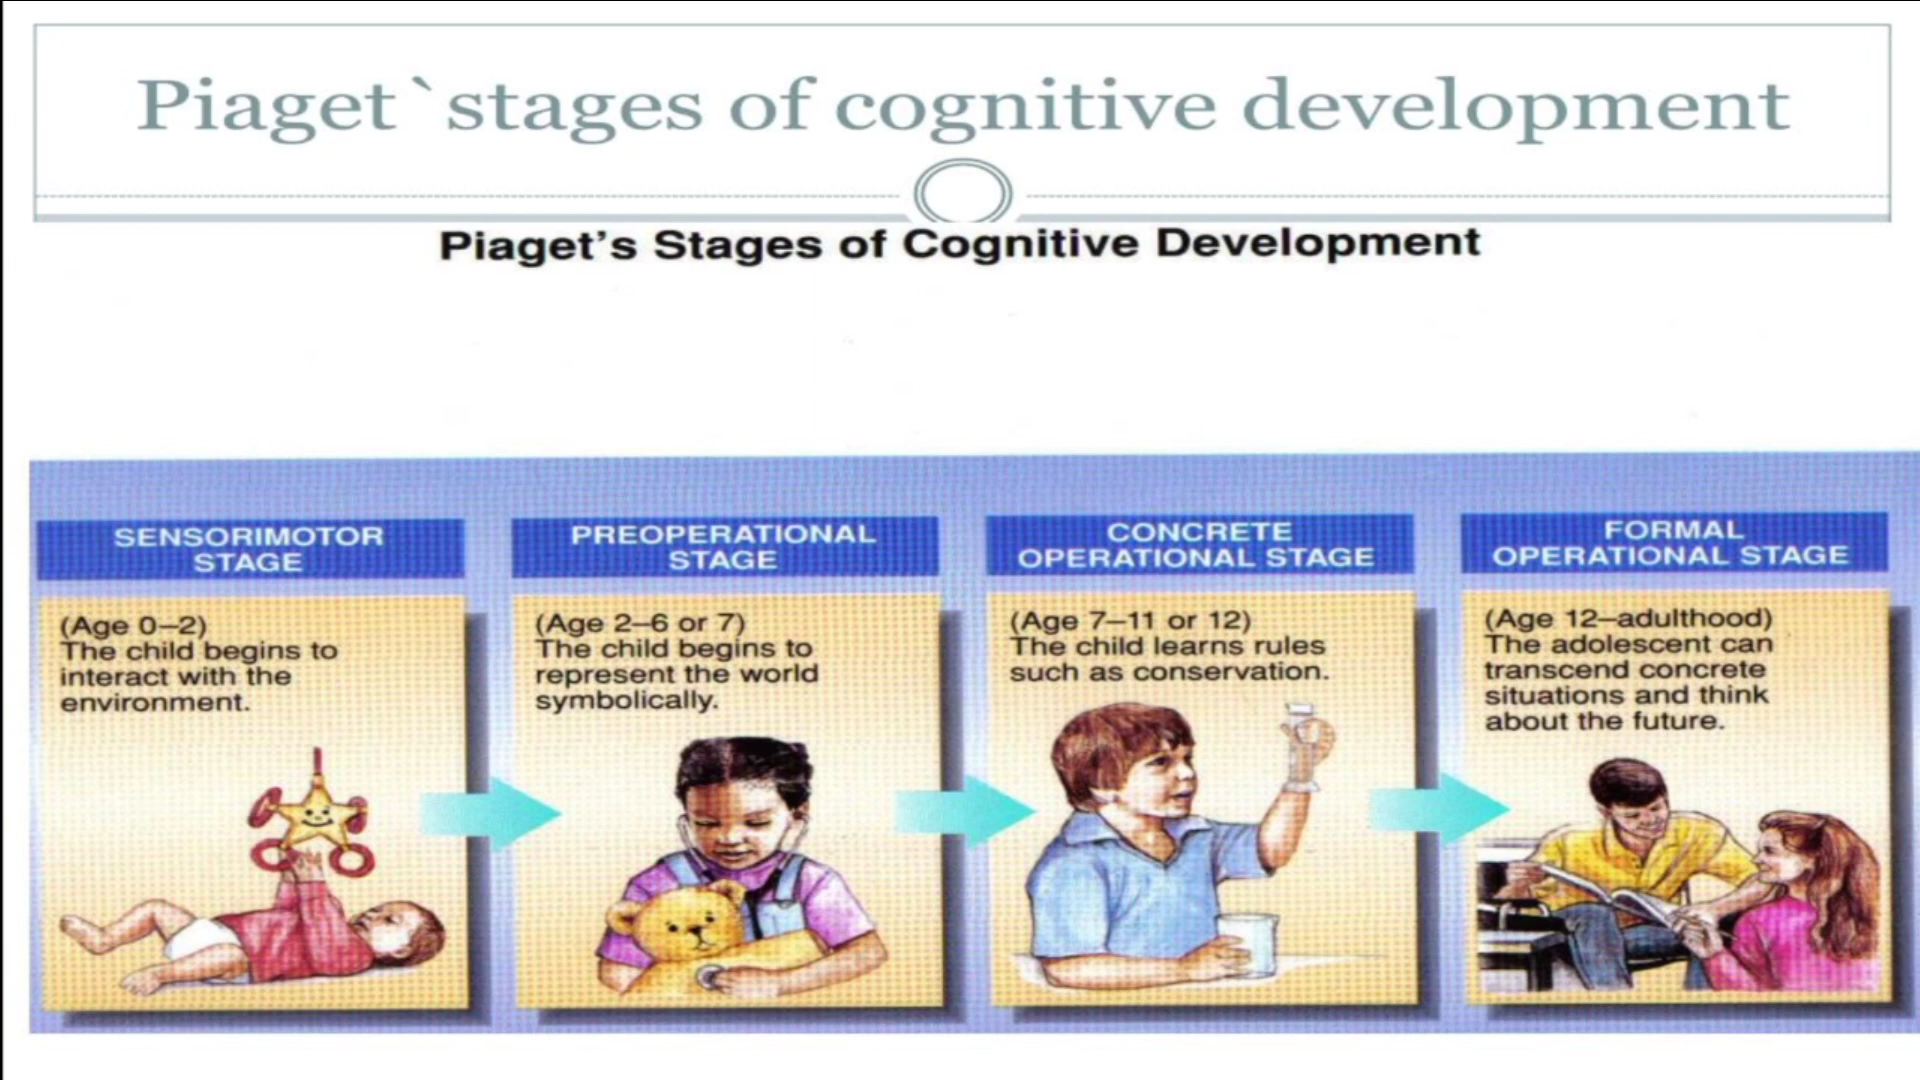 Piaget`stages of cognitive development
Piaget's Stages of Cognitive Development
SENSORIMOTOR
STAGE
(Age 0–2)
The child begins to
interact with the
environment.
PREOPERATIONAL
STAGE
(Age 2–6 or 7)
The child begins to
represent the world
symbolically.
CONCRETE
OPERATIONAL STAGE
(Age 7–11 or 12)
The child learns rules
such as conservation.
FORMAL
OPERATIONAL STAGE
(Age 12–adulthood)
The adolescent can
transcend concrete
situations and think
about the future.